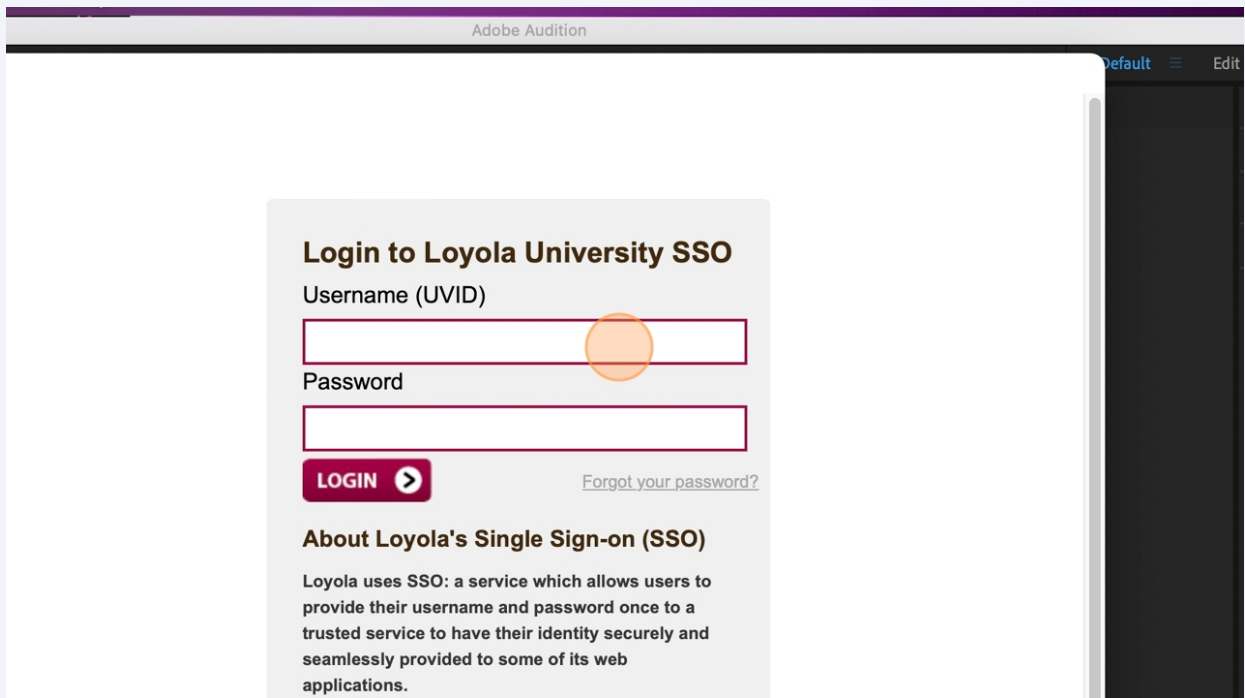 Adobe Audition
Default Edit
Login to Loyola University SSO
Username (UVID)
Password
LOGIN
Forgot your password?
About Loyola's Single Sign-on (SSO)
Loyola uses SSO: a service which allows users to
provide their username and password once to a
trusted service to have their identity securely and
seamlessly provided to some of its web
applications.